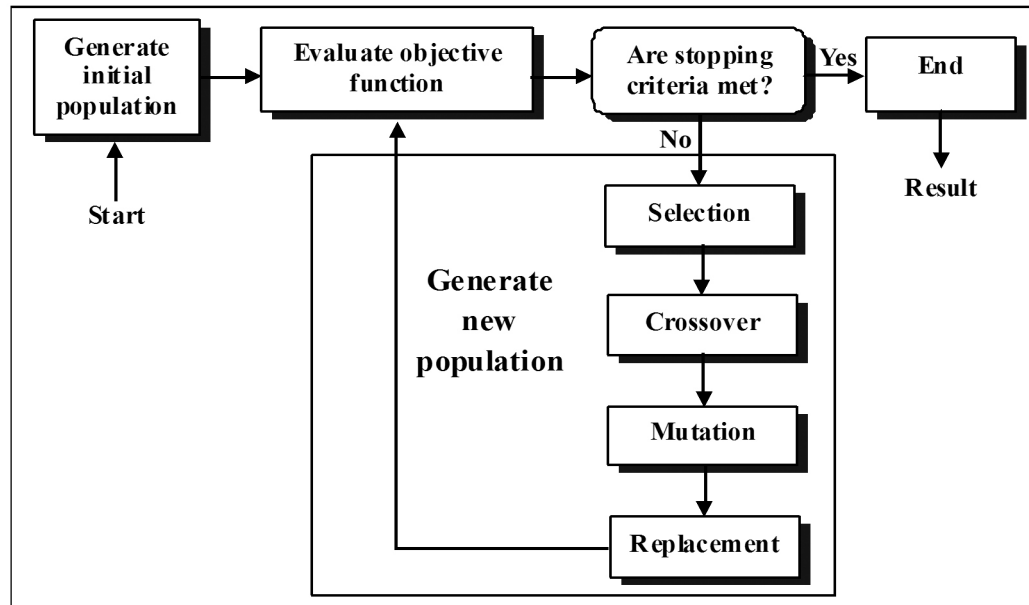 Generate
initial
population
Evaluate objective
function
Are stopping
criteria met?
Yes
End
No
Start
Result
Selection
Generate
new
population
Crossover
Mutation
Replacement